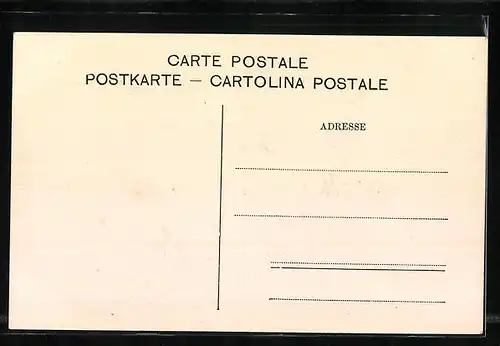 CARTE POSTALE
POSTKARTE — CARTOLINA POSTALE
ADRESSE